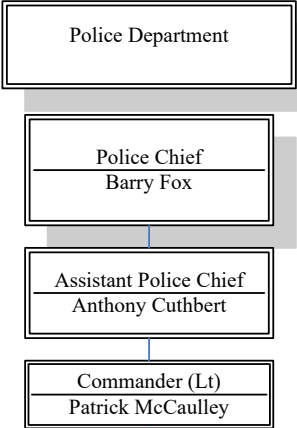 Police Department
Police Chief
Barry Fox
Assistant Police Chief
Anthony Cuthbert
Commander (Lt)
Patrick McCaulley